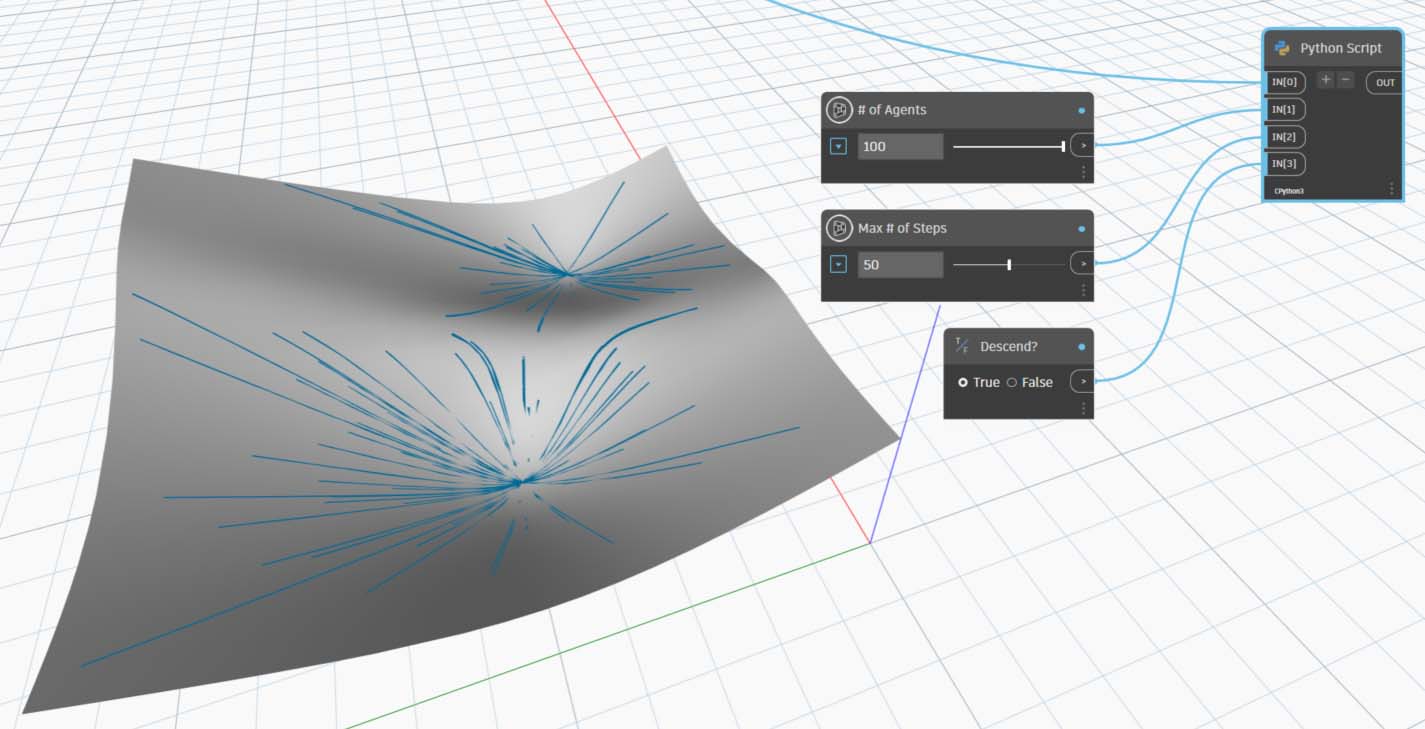 Python Script
IN[0]
OUT
IN[1]
IN[2]
IN[3]
CPython3
# of Agents
100
>
Max # of Steps
50
>
T/F Descend?
True False
>